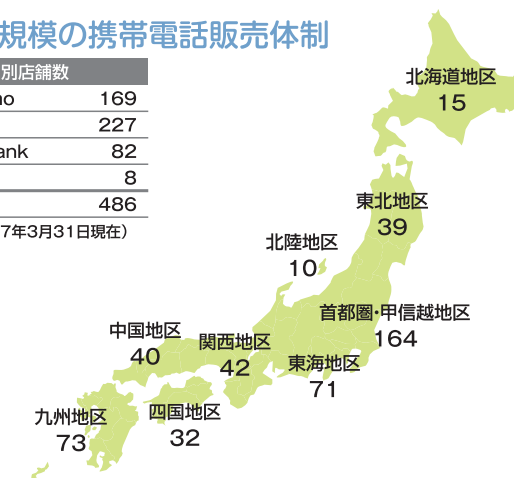 規模の携帯電話販売体制
別店舗数
169
227
ank 82
8
486
7年3月31日現在）
北海道地区
15
東北地区
39
北陸地区
10
首都圏・甲信越地区
164
中国地区
40
関西地区
42
東海地区
71
九州地区
73
四国地区
32